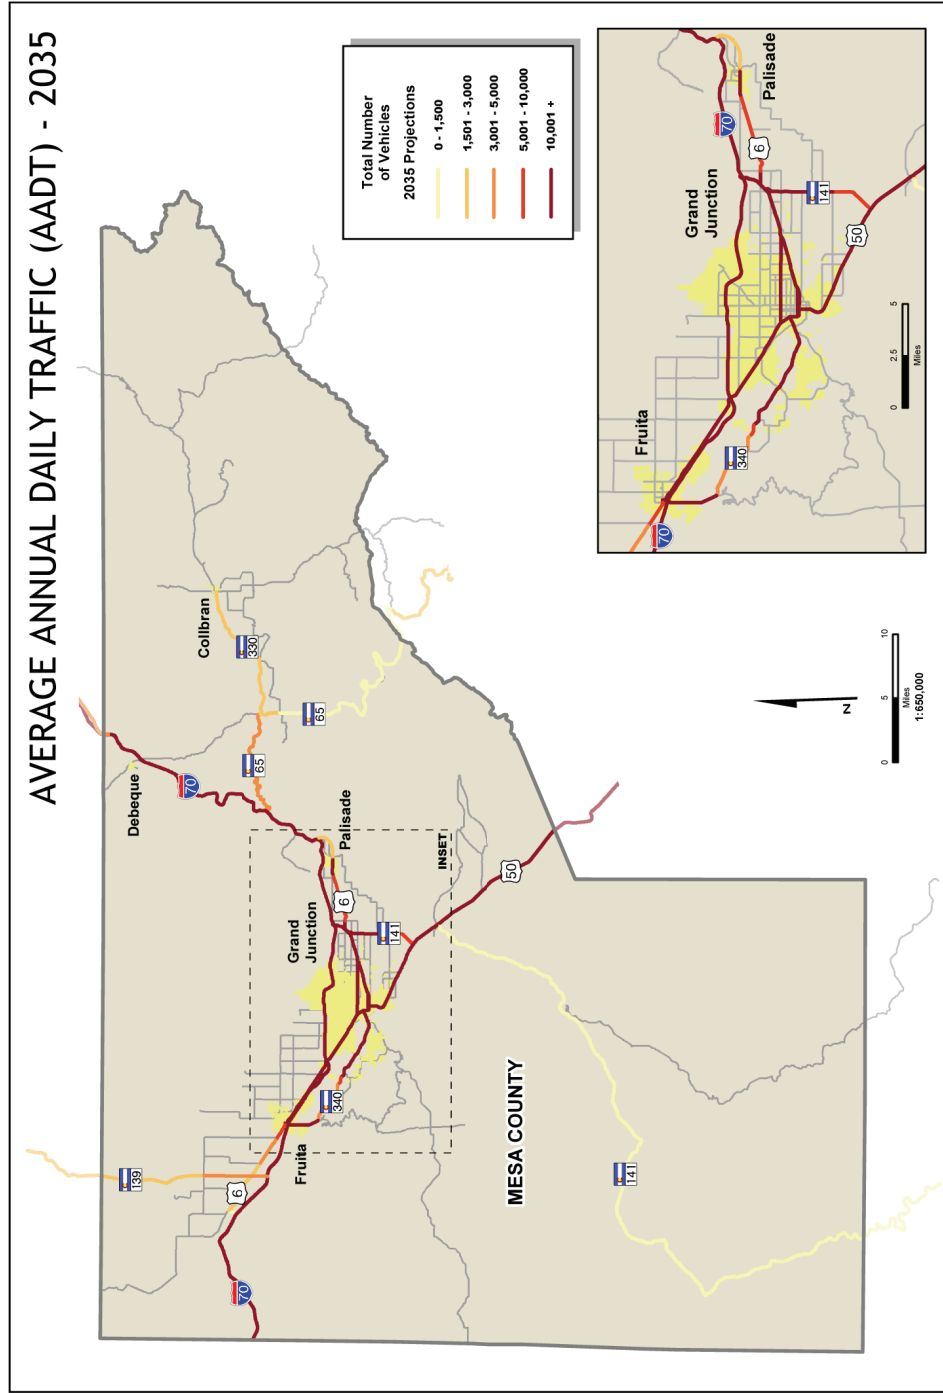 AVERAGE ANNUAL DAILY TRAFFIC (AADT) - 2035
Total Number
of Vehicles
2035 Projections
0 - 1,500
1,501 - 3,000
3,001 - 5,000
5,001 - 10,000
10,001 +
139
6
70
Fruita
340
Grand
Junction
6
141
Palisade
INSET
50
Debeque
70
65
65
330
Collbran
MESA COUNTY
141
N
0
5
10
Miles
1:650,000
Fruita
70
340
Grand
Junction
70
6
Palisade
141
50
0
2.5
5
Miles